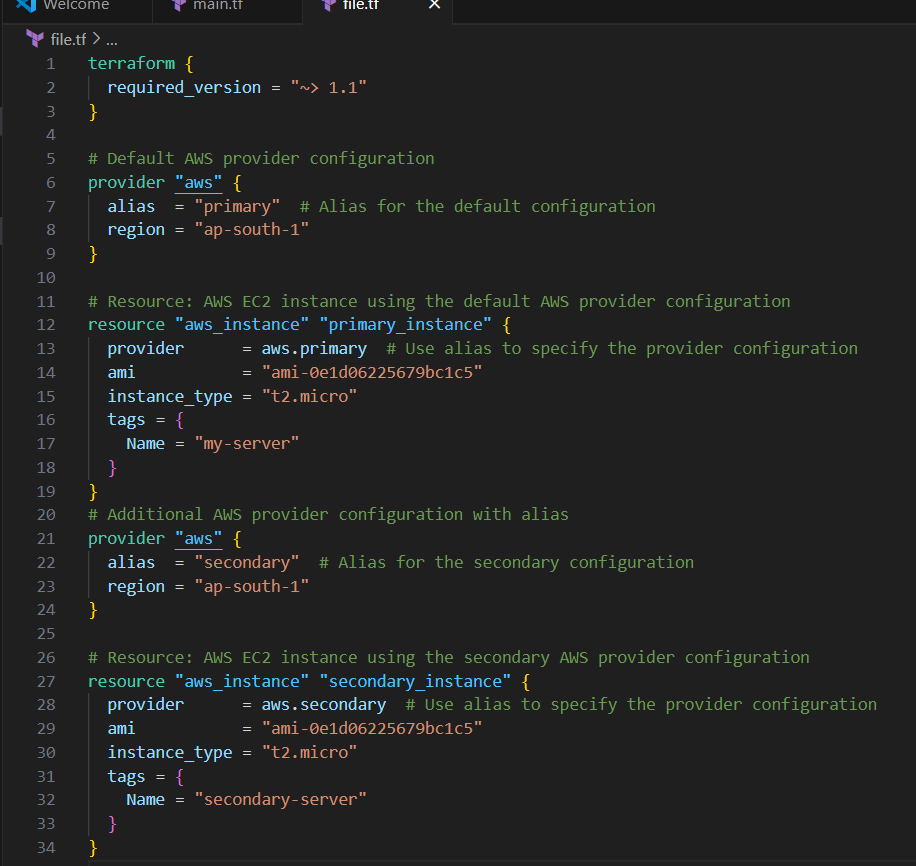 Welcome main.tf file.tf ×
file.tf > ...
1 terraform {
2   required_version = "~> 1.1"
3 }
4
5 # Default AWS provider configuration
6 provider "aws" {
7   alias  = "primary"  # Alias for the default configuration
8   region = "ap-south-1"
9 }
10
11 # Resource: AWS EC2 instance using the default AWS provider configuration
12 resource "aws_instance" "primary_instance" {
13   provider      = aws.primary  # Use alias to specify the provider configuration
14   ami           = "ami-0e1d06225679bc1c5"
15   instance_type = "t2.micro"
16   tags = {
17     Name = "my-server"
18   }
19 }
20 # Additional AWS provider configuration with alias
21 provider "aws" {
22   alias  = "secondary"  # Alias for the secondary configuration
23   region = "ap-south-1"
24 }
25
26 # Resource: AWS EC2 instance using the secondary AWS provider configuration
27 resource "aws_instance" "secondary_instance" {
28   provider      = aws.secondary  # Use alias to specify the provider configuration
29   ami           = "ami-0e1d06225679bc1c5"
30   instance_type = "t2.micro"
31   tags = {
32     Name = "secondary-server"
33   }
34 }